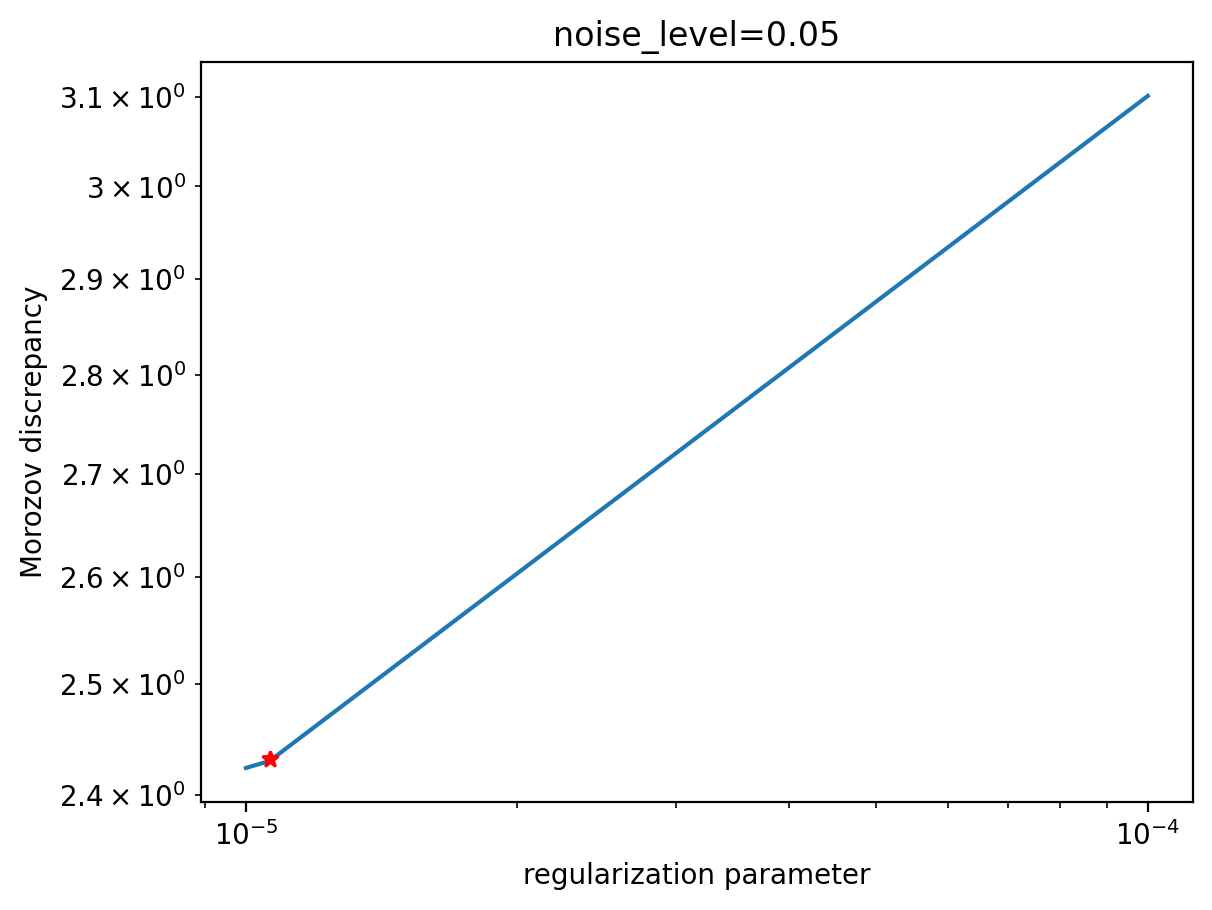 noise_level=0.05
3.1 × 10⁰
3 × 10⁰
2.9 × 10⁰
2.8 × 10⁰
2.7 × 10⁰
2.6 × 10⁰
2.5 × 10⁰
2.4 × 10⁰
Morozov discrepancy
10⁻⁵
10⁻⁴
regularization parameter